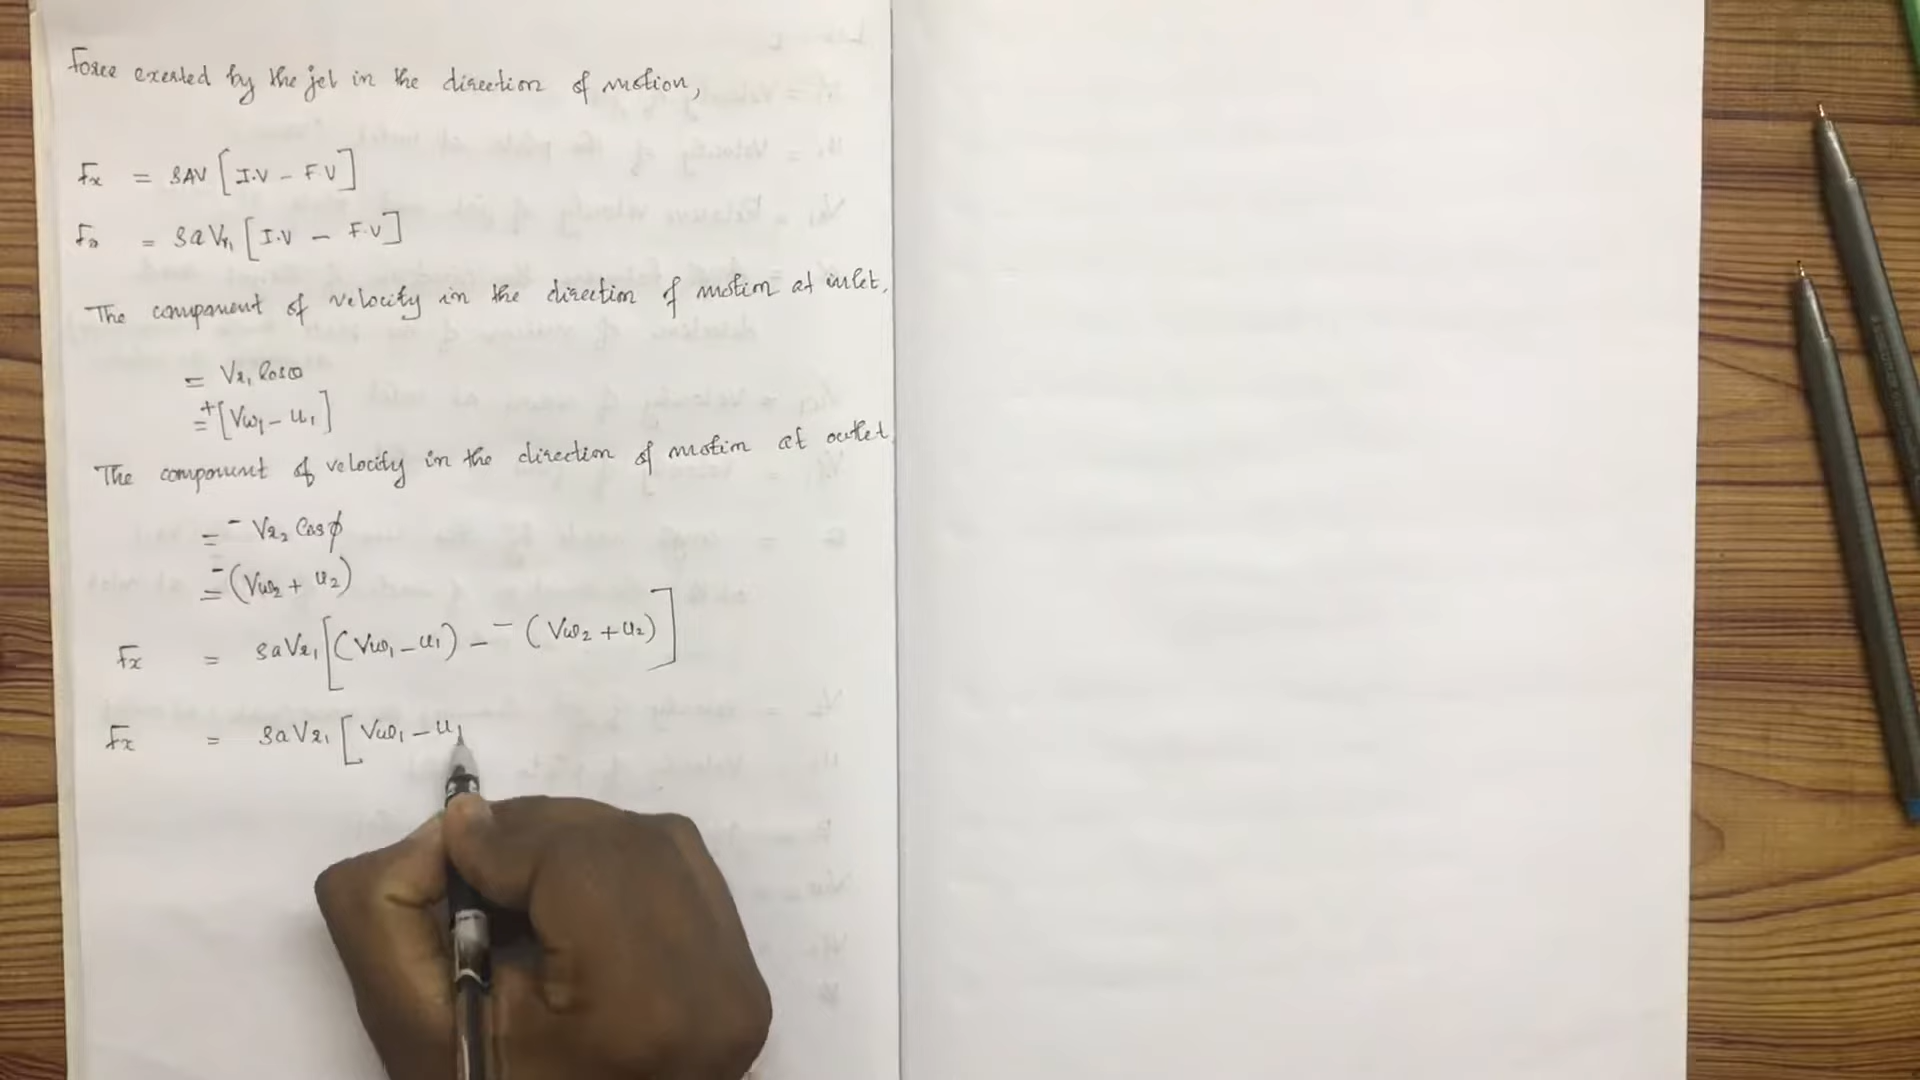 Force exerted by the jet in the direction of motion,
Fx = ρAV [I.V - F.V]
Fx = ρaVr1 [I.V - F.V]
The component of velocity in the direction of motion at inlet,
= Vr1 Cosθ
= +[Vw1 - u1]
The component of velocity in the direction of motion at outlet,
= - Vr2 Cosϕ
= -(Vw2 + u2)
Fx = ρaVr1 [(Vw1 - u1) - -(Vw2 + u2)]
Fx = ρaVr1 [Vw1 - u1